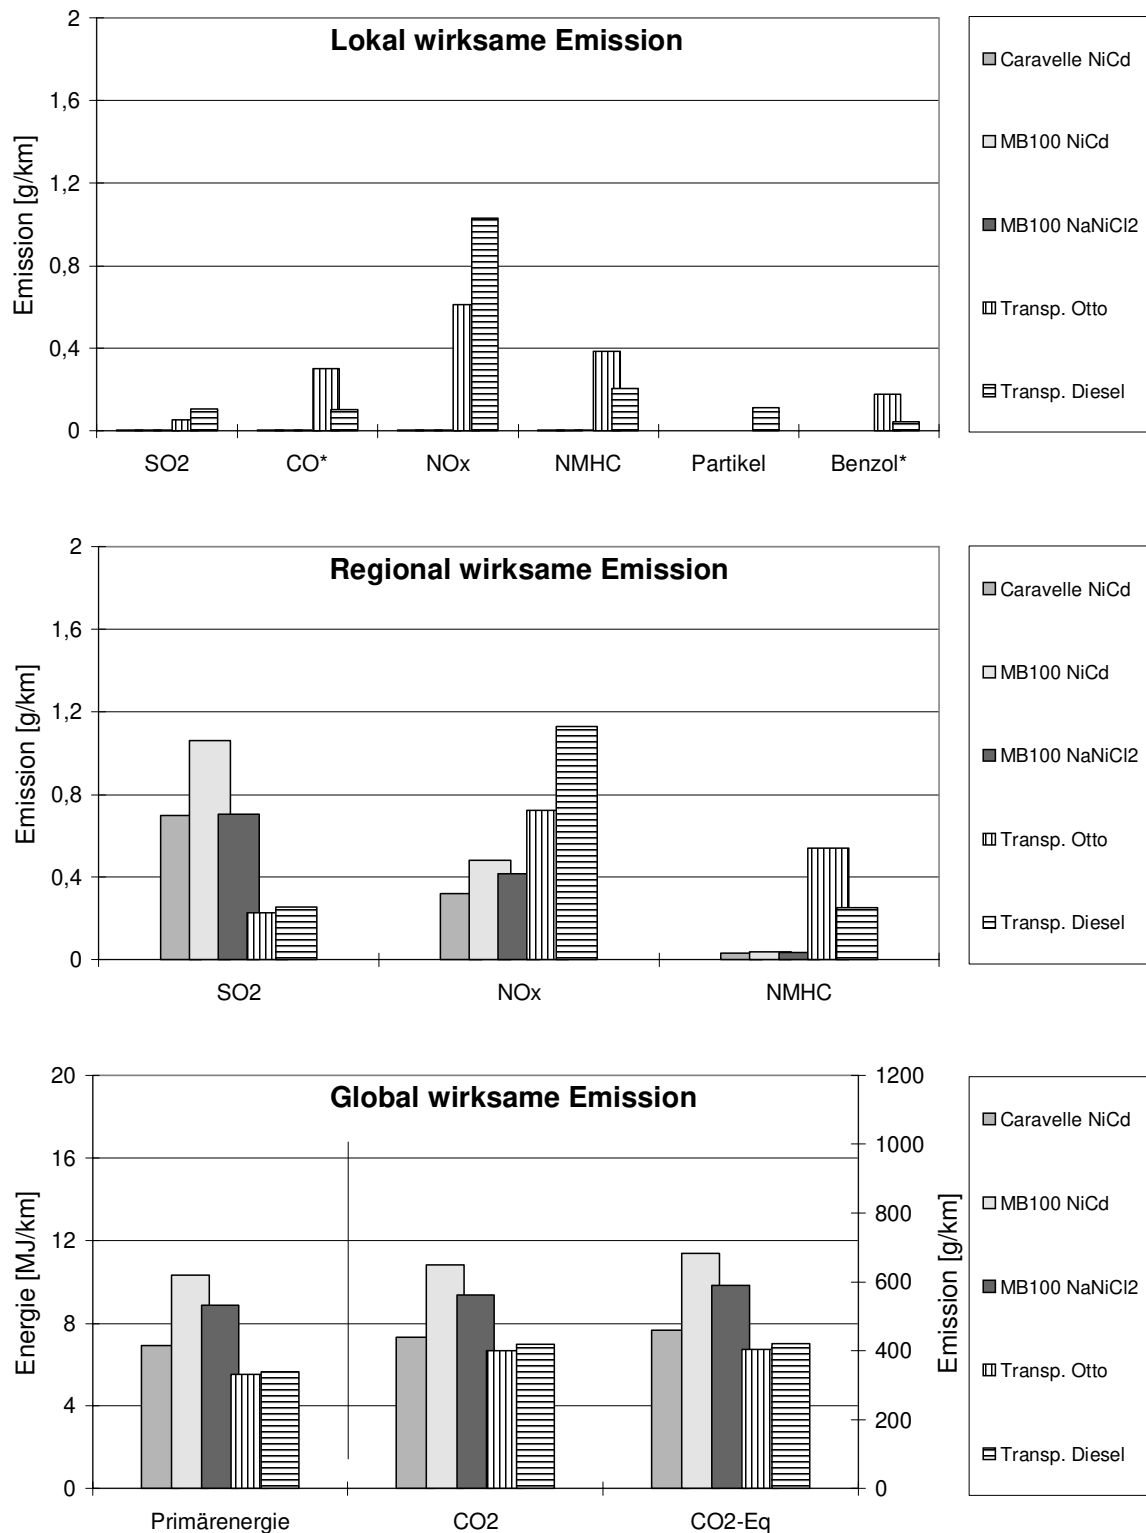 Lokal wirksame Emission
Emission [g/km]
2
1,6
1,2
0,8
0,4
0
SO2 CO* NOx NMHC Partikel Benzol*
Caravelle NiCd
MB100 NiCd
MB100 NaNiCl2
Transp. Otto
Transp. Diesel
Regional wirksame Emission
Emission [g/km]
2
1,6
1,2
0,8
0,4
0
SO2 NOx NMHC
Caravelle NiCd
MB100 NiCd
MB100 NaNiCl2
Transp. Otto
Transp. Diesel
Global wirksame Emission
Energie [MJ/km]
20
16
12
8
4
0
Primärenergie CO2 CO2-Eq
1200
1000
800
600
400
200
0
Emission [g/km]
Caravelle NiCd
MB100 NiCd
MB100 NaNiCl2
Transp. Otto
Transp. Diesel